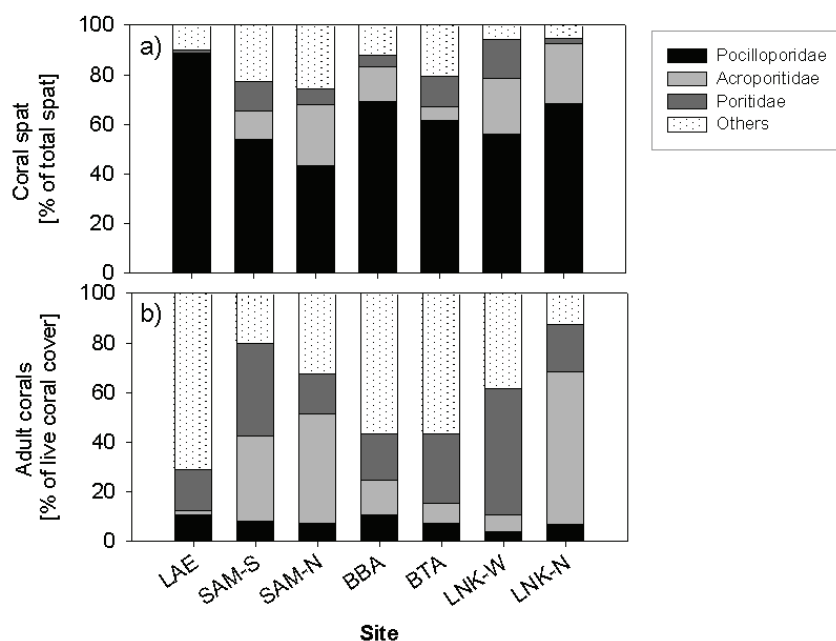 a)
Coral spat
[% of total spat]
100
80
60
40
20
0
Pocilloporidae
Acroporitidae
Poritidae
Others
b)
Adult corals
[% of live coral cover]
100
80
60
40
20
0
LAE
SAM-S
SAM-N
BBA
BTA
LNK-W
LNK-N
Site